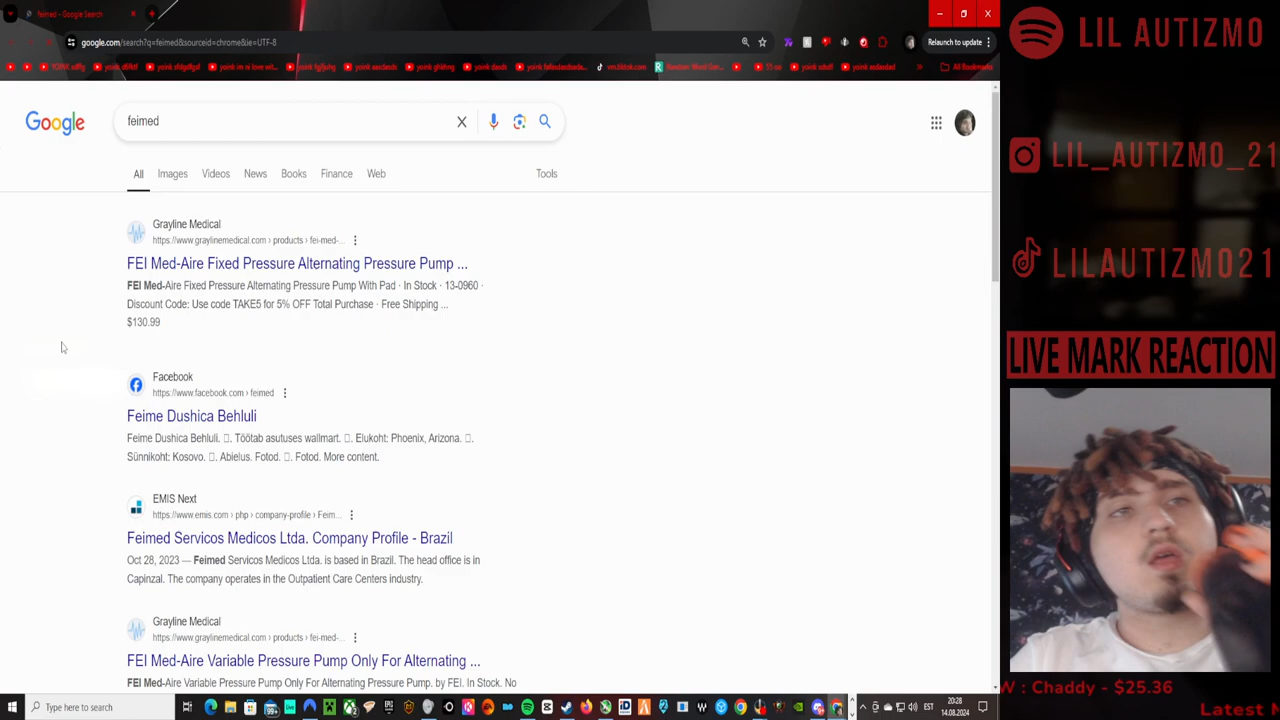 feimed - Google Search
google.com/search?q=feimed&sourceid=chrome&ie=UTF-8
Relaunch to update
vm.tiktok.com
All Bookmarks
Google
feimed
All Images Videos News Books Finance Web Tools
Grayline Medical
https://www.graylinemedical.com › products › fei-med-...
FEI Med-Aire Fixed Pressure Alternating Pressure Pump ...
FEI Med-Aire Fixed Pressure Alternating Pressure Pump With Pad · In Stock · 13-0960 ·
Discount Code: Use code TAKE5 for 5% OFF Total Purchase · Free Shipping ...
$130.99
Facebook
https://www.facebook.com › feimed
Feime Dushica Behluli
Feime Dushica Behluli. Töötab asutuses wallmart. Elukoht: Phoenix, Arizona.
Sünnikoht: Kosovo. Abielus. Fotod. Fotod. More content.
EMIS Next
https://www.emis.com › php › company-profile › Feim...
Feimed Servicos Medicos Ltda. Company Profile - Brazil
Oct 28, 2023 — Feimed Servicos Medicos Ltda. is based in Brazil. The head office is in
Capinzal. The company operates in the Outpatient Care Centers industry.
Grayline Medical
https://www.graylinemedical.com › products › fei-med-...
FEI Med-Aire Variable Pressure Pump Only For Alternating ...
FEI Med-Aire Variable Pressure Pump Only For Alternating Pressure Pump. by FEI. In Stock. No
Type here to search
99+
EST
20:28
14.08.2024
LIL AUTIZMO
LIL_AUTIZMO_21
LILAUTIZMO21
LIVE MARK REACTION
W : Chaddy - $25.36
Latest